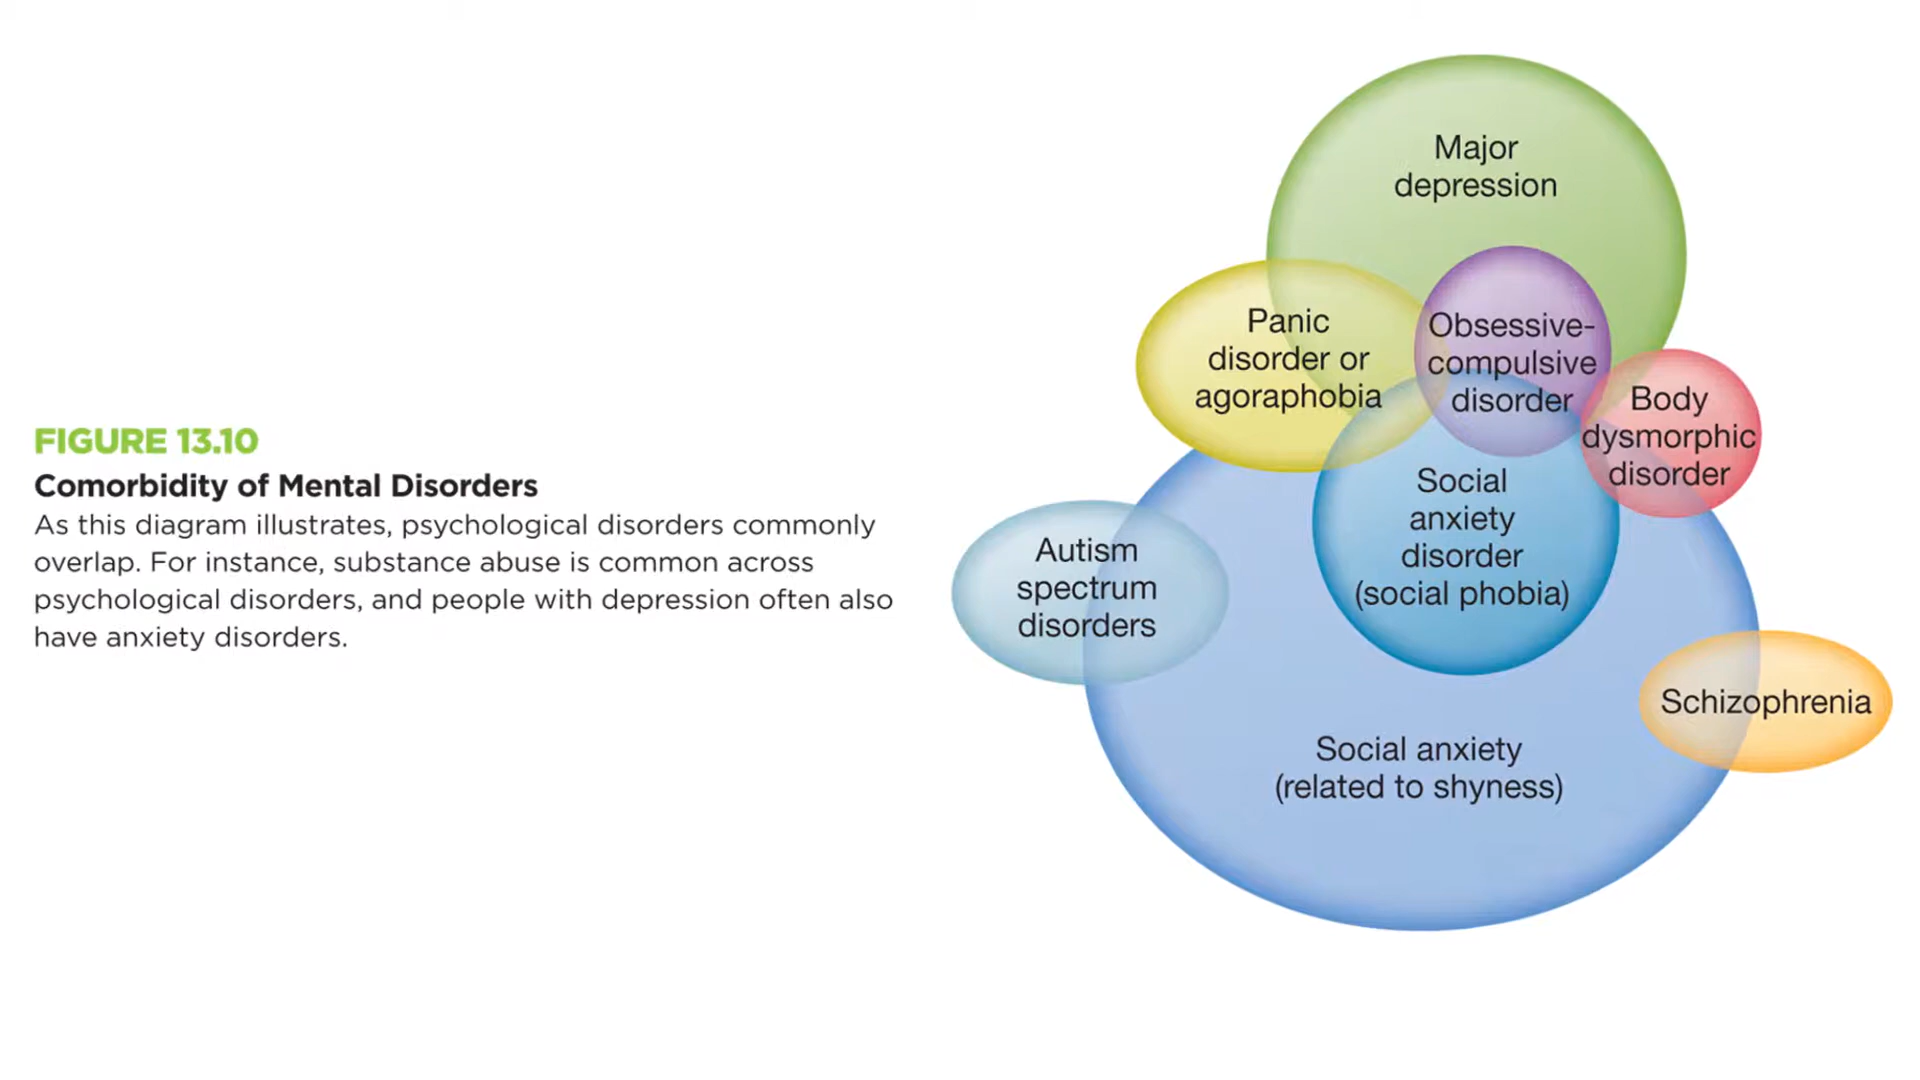 FIGURE 13.10
Comorbidity of Mental Disorders
As this diagram illustrates, psychological disorders commonly
overlap. For instance, substance abuse is common across
psychological disorders, and people with depression often also
have anxiety disorders.
Major
depression
Panic
disorder or
agoraphobia
Obsessive-
compulsive
disorder
Body
dysmorphic
disorder
Social
anxiety
disorder
(social phobia)
Autism
spectrum
disorders
Schizophrenia
Social anxiety
(related to shyness)